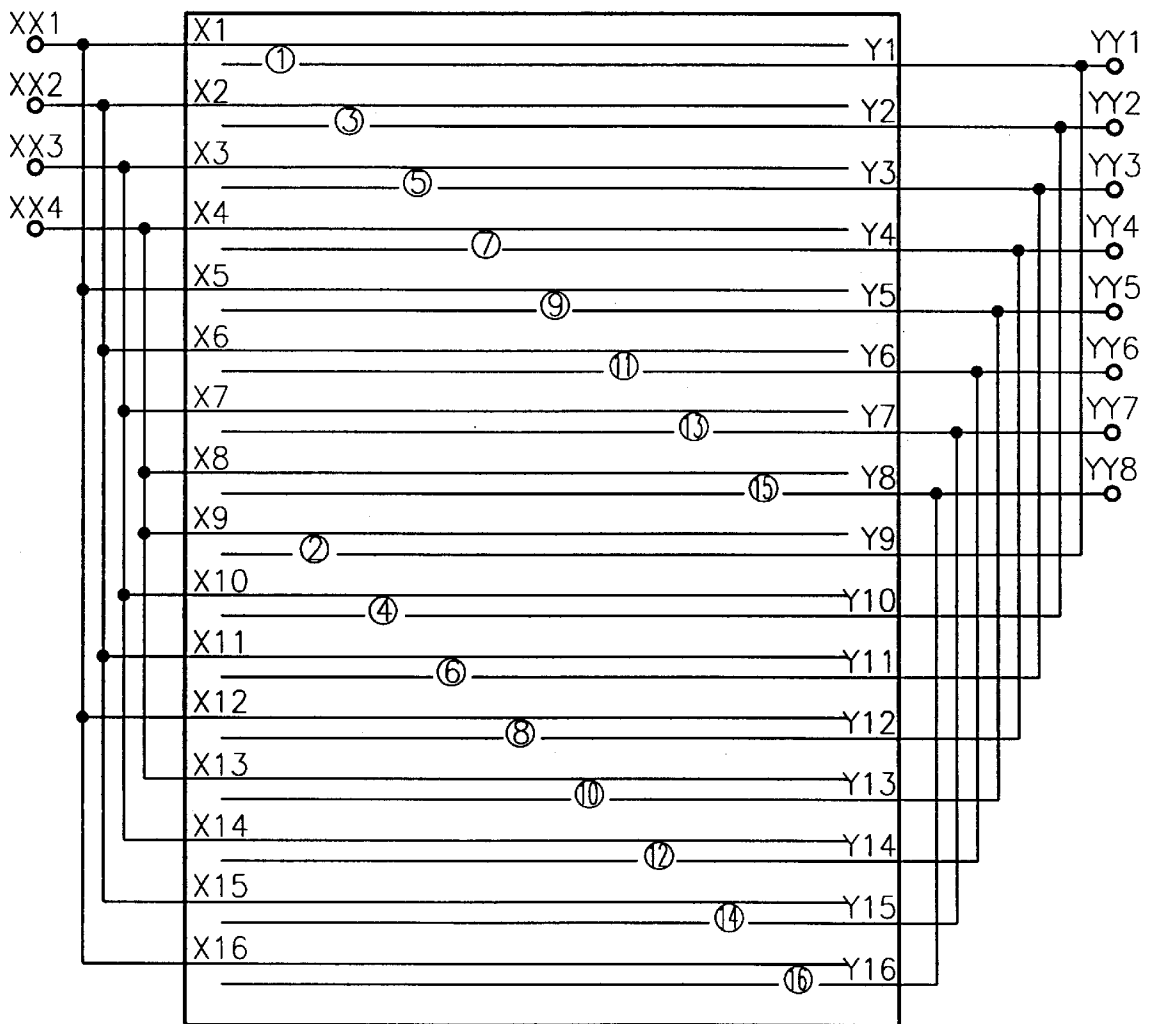 XX1 X1 Y1 YY1
①
XX2 X2 Y2 YY2
③
XX3 X3 Y3 YY3
⑤
XX4 X4 Y4 YY4
⑦
X5 Y5 YY5
⑨
X6 Y6 YY6
⑪
X7 Y7 YY7
⑬
X8 Y8 YY8
⑮
X9 Y9
②
X10 Y10
④
X11 Y11
⑥
X12 Y12
⑧
X13 Y13
⑩
X14 Y14
⑫
X15 Y15
⑭
X16 Y16
⑯